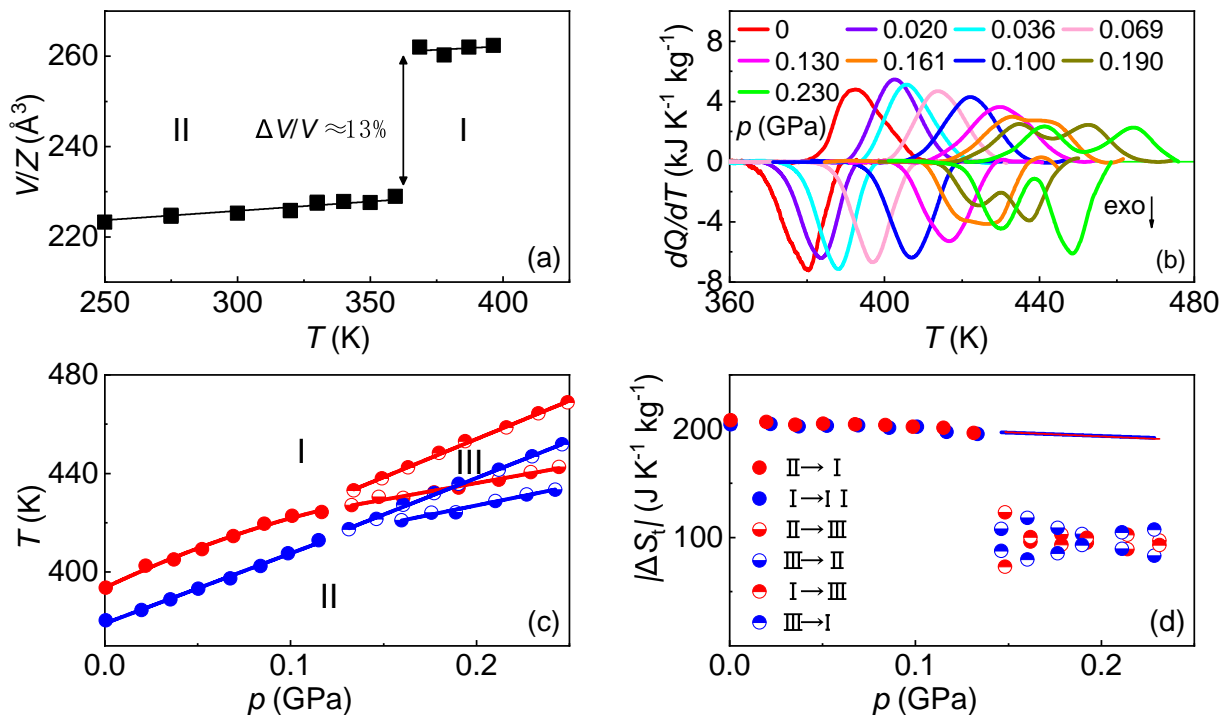 260
240
220
V/Z (Å³)
II
ΔV/V ≈13%
I
(a)
250 300 350 400
T (K)
8
4
0
-4
-8
dQ/dT (kJ K⁻¹ kg⁻¹)
0 0.020 0.036 0.069
0.130 0.161 0.100 0.190
0.230
p (GPa)
exo
(b)
360 400 440 480
T (K)
480
440
400
T (K)
I
III
II
(c)
0.0 0.1 0.2
p (GPa)
200
100
|ΔSₜ| (J K⁻¹ kg⁻¹)
II→ I
I→I I
II→III
III→II
I→III
III→I
(d)
0.0 0.1 0.2
p (GPa)